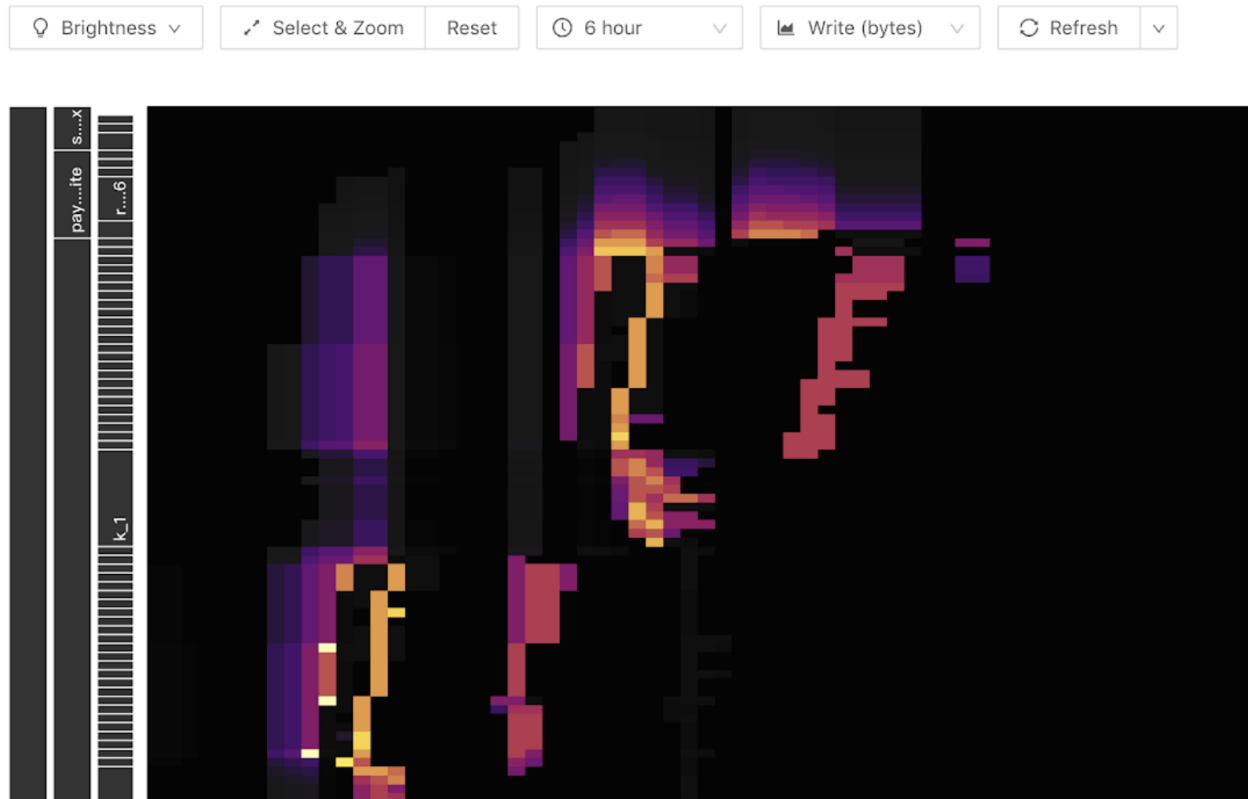 Brightness
Select & Zoom
Reset
6 hour
Write (bytes)
Refresh
s....x
pay....ite
r....6
k_1